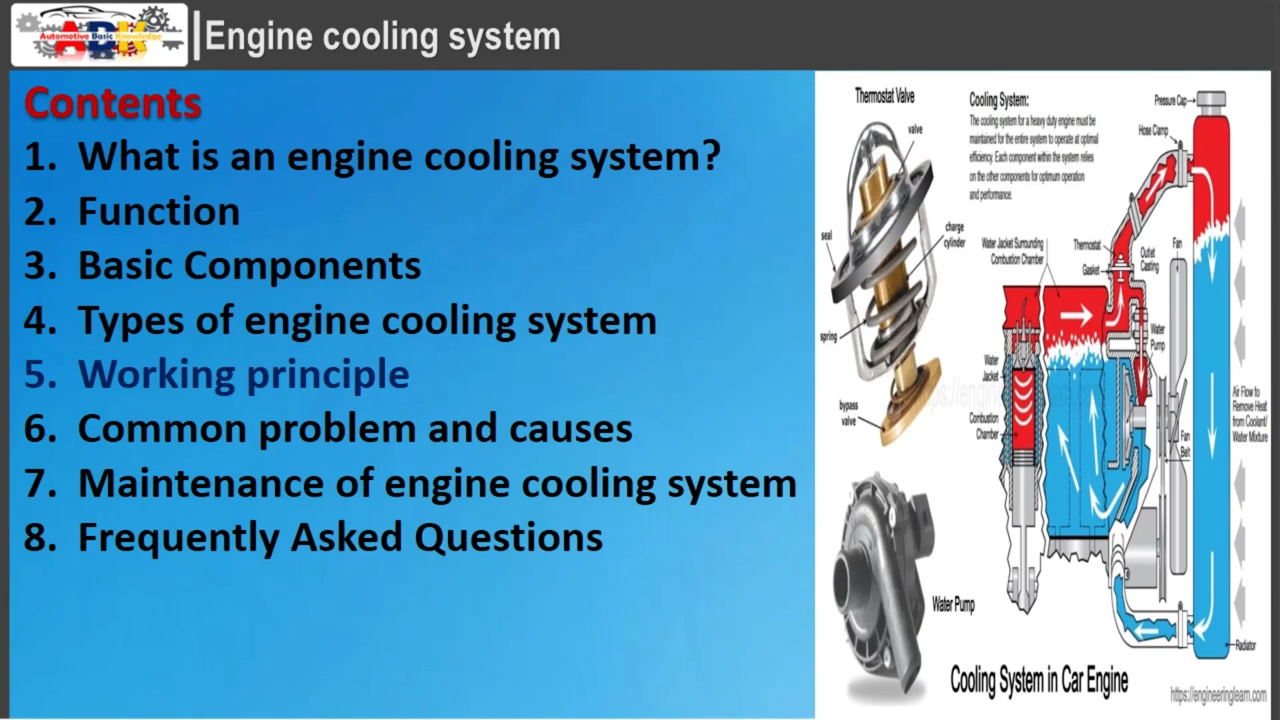 Automotive Basic Knowledge
ABK
Engine cooling system
Contents
1. What is an engine cooling system?
2. Function
3. Basic Components
4. Types of engine cooling system
5. Working principle
6. Common problem and causes
7. Maintenance of engine cooling system
8. Frequently Asked Questions
Thermostat Valve
valve
seal
charge
cylinder
spring
bypass
valve
Water Pump
Cooling System:
The cooling system for a heavy duty engine must be
maintained for the entire system to operate at optimal
efficiency. Each component within the system relies
on the other components for optimum operation
and performance.
Pressure Cap
Hose Clamp
Water Jacket Surrounding
Combustion Chamber
Thermostat
Gasket
Outlet
Casting
Fan
Water
Pump
Water
Jacket
Combustion
Chamber
Fan
Belt
Air Flow to
Remove Heat
from Coolant/
Water Mixture
Radiator
Cooling System in Car Engine
https://engineeringlearn.com